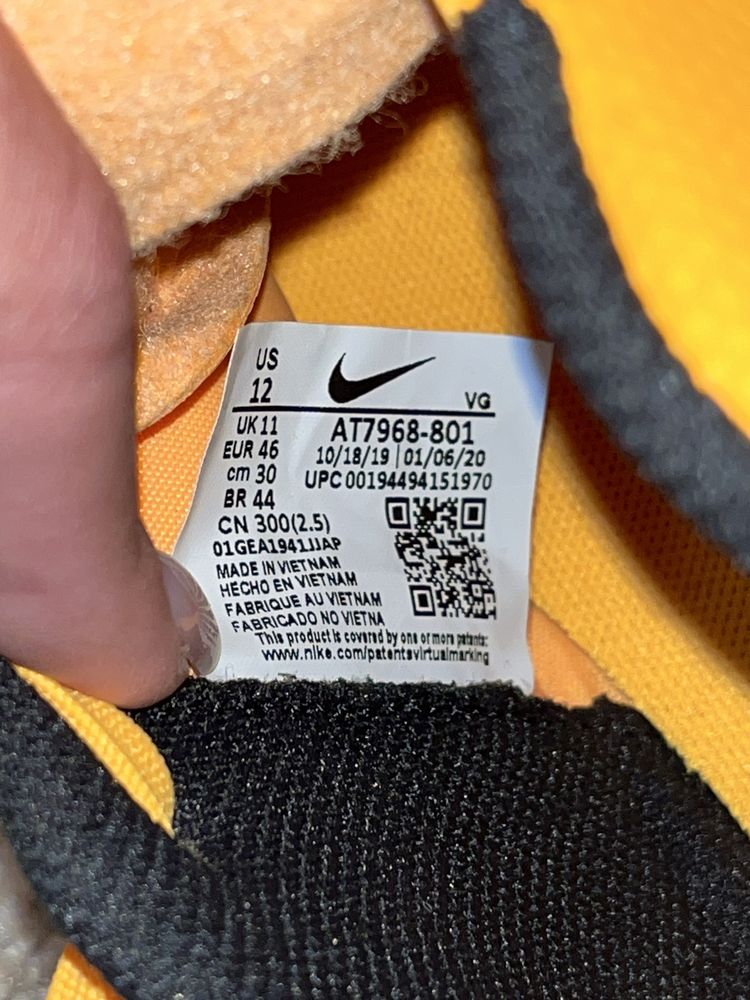 US
12
VG
UK 11
EUR 46
cm 30
BR 44
CN 300(2.5)
AT7968-801
10/18/19 | 01/06/20
UPC 00194494151970
01GEA1941JJAP
MADE IN VIETNAM
HECHO EN VIETNAM
FABRIQUE AU VIETNAM
FABRICADO NO VIETNA
This product is covered by one or more patents:
www.nike.com/patentsvirtualmarking